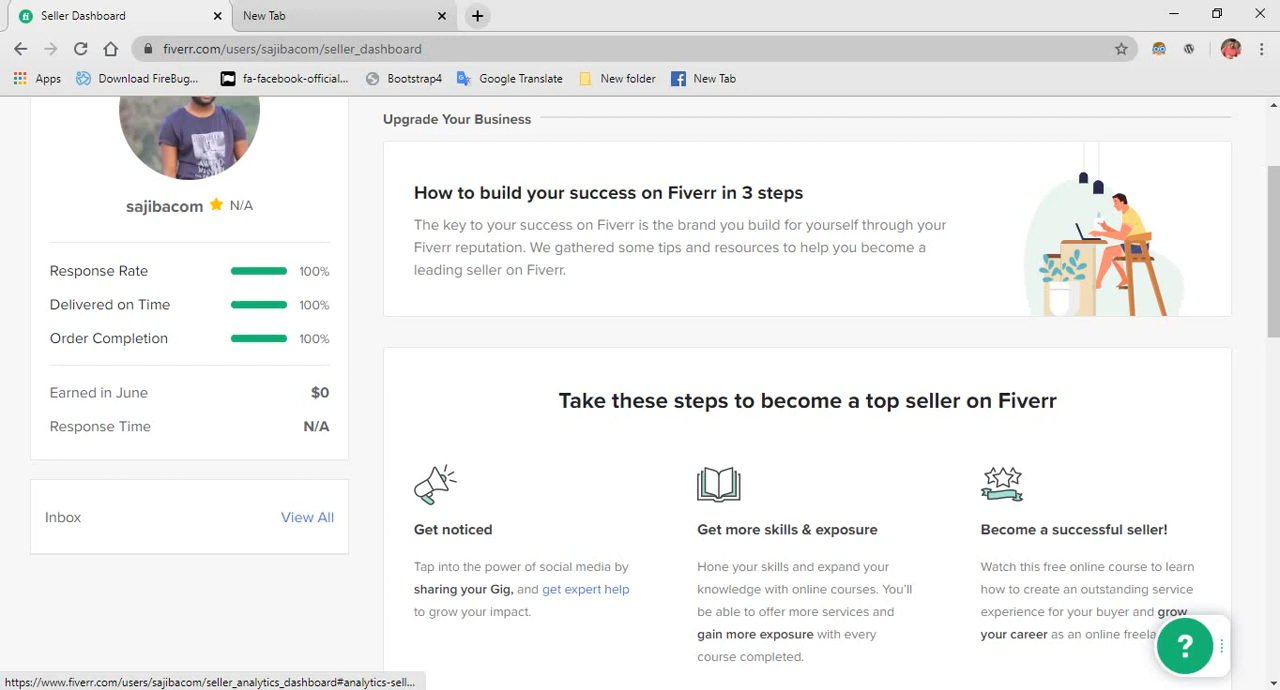 Seller Dashboard
New Tab
fiverr.com/users/sajibacom/seller_dashboard
Apps
Download FireBug...
fa-facebook-official...
Bootstrap4
Google Translate
New folder
New Tab
sajibacom N/A
Response Rate 100%
Delivered on Time 100%
Order Completion 100%
Earned in June $0
Response Time N/A
Inbox View All
Upgrade Your Business
How to build your success on Fiverr in 3 steps
The key to your success on Fiverr is the brand you build for yourself through your
Fiverr reputation. We gathered some tips and resources to help you become a
leading seller on Fiverr.
Take these steps to become a top seller on Fiverr
Get noticed
Tap into the power of social media by
sharing your Gig, and get expert help
to grow your impact.
Get more skills & exposure
Hone your skills and expand your
knowledge with online courses. You'll
be able to offer more services and
gain more exposure with every
course completed.
Become a successful seller!
Watch this free online course to learn
how to create an outstanding service
experience for your buyer and grow
your career as an online
?
https://www.fiverr.com/users/sajibacom/seller_analytics_dashboard#analytics-sell...